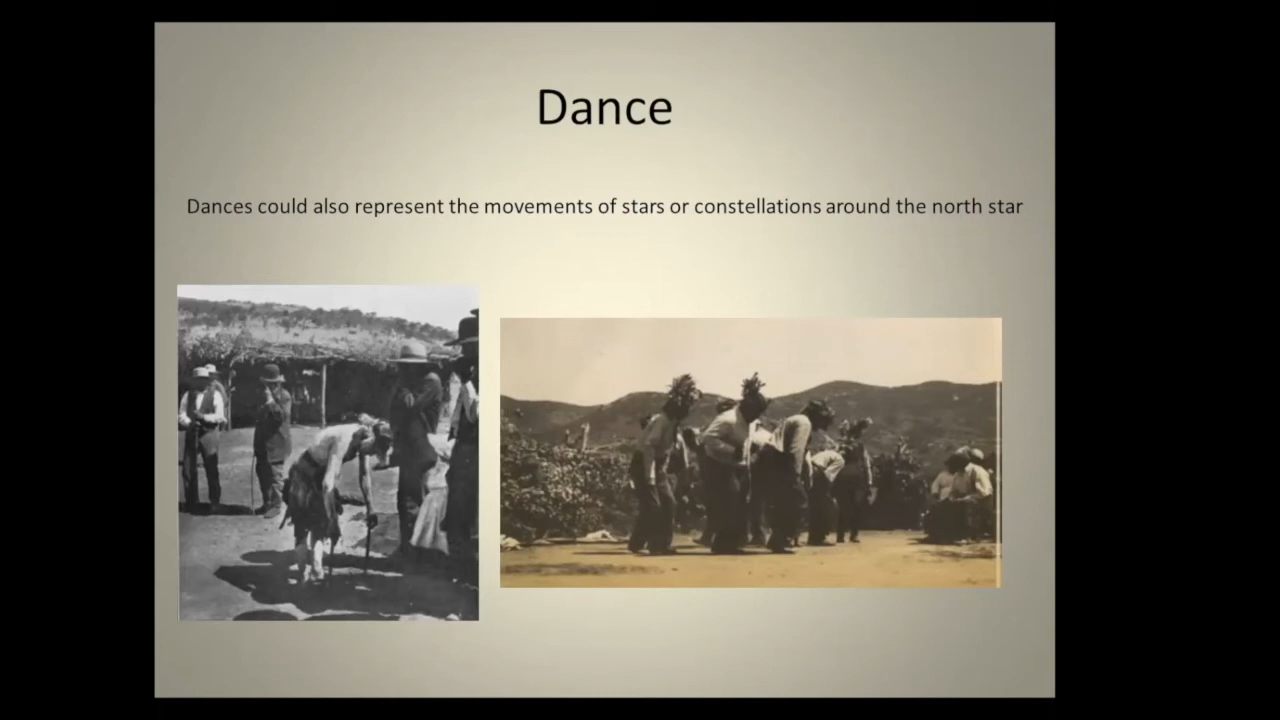 Dance
Dances could also represent the movements of stars or constellations around the north star